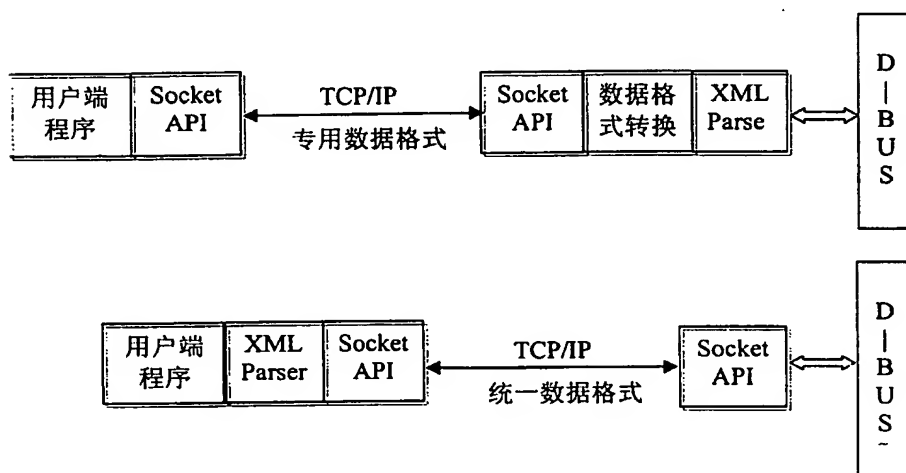 用户端
程序
Socket
API
TCP/IP
专用数据格式
Socket
API
数据格
式转换
XML
Parse
D
|
B
U
S
用户端
程序
XML
Parser
Socket
API
TCP/IP
统一数据格式
Socket
API
D
|
B
U
S
~